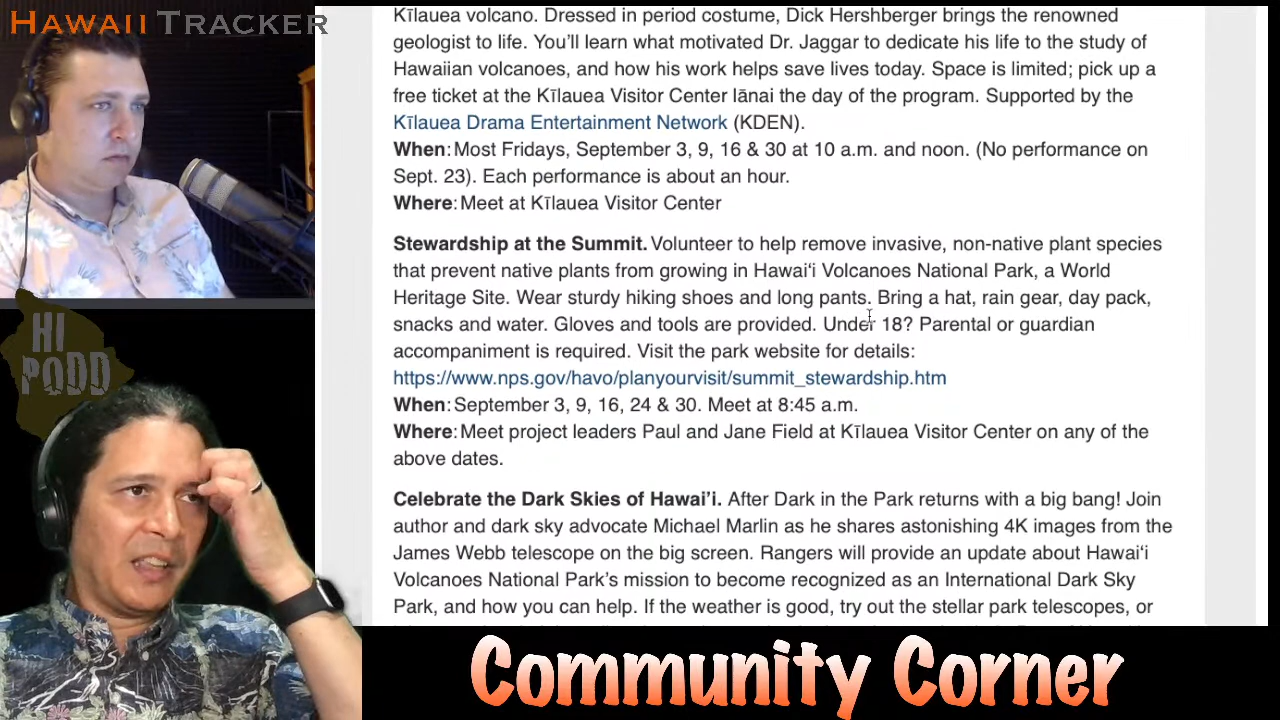 HAWAII TRACKER
Kīlauea volcano. Dressed in period costume, Dick Hershberger brings the renowned
geologist to life. You’ll learn what motivated Dr. Jaggar to dedicate his life to the study of
Hawaiian volcanoes, and how his work helps save lives today. Space is limited; pick up a
free ticket at the Kīlauea Visitor Center lānai the day of the program. Supported by the
Kīlauea Drama Entertainment Network (KDEN).
When: Most Fridays, September 3, 9, 16 & 30 at 10 a.m. and noon. (No performance on
Sept. 23). Each performance is about an hour.
Where: Meet at Kīlauea Visitor Center
Stewardship at the Summit. Volunteer to help remove invasive, non-native plant species
that prevent native plants from growing in Hawai‘i Volcanoes National Park, a World
Heritage Site. Wear sturdy hiking shoes and long pants. Bring a hat, rain gear, day pack,
snacks and water. Gloves and tools are provided. Under 18? Parental or guardian
accompaniment is required. Visit the park website for details:
https://www.nps.gov/havo/planyourvisit/summit_stewardship.htm
When: September 3, 9, 16, 24 & 30. Meet at 8:45 a.m.
Where: Meet project leaders Paul and Jane Field at Kīlauea Visitor Center on any of the
above dates.
Celebrate the Dark Skies of Hawai’i. After Dark in the Park returns with a big bang! Join
author and dark sky advocate Michael Marlin as he shares astonishing 4K images from the
James Webb telescope on the big screen. Rangers will provide an update about Hawai‘i
Volcanoes National Park’s mission to become recognized as an International Dark Sky
Park, and how you can help. If the weather is good, try out the stellar park telescopes, or
HI
PODD
Community Corner